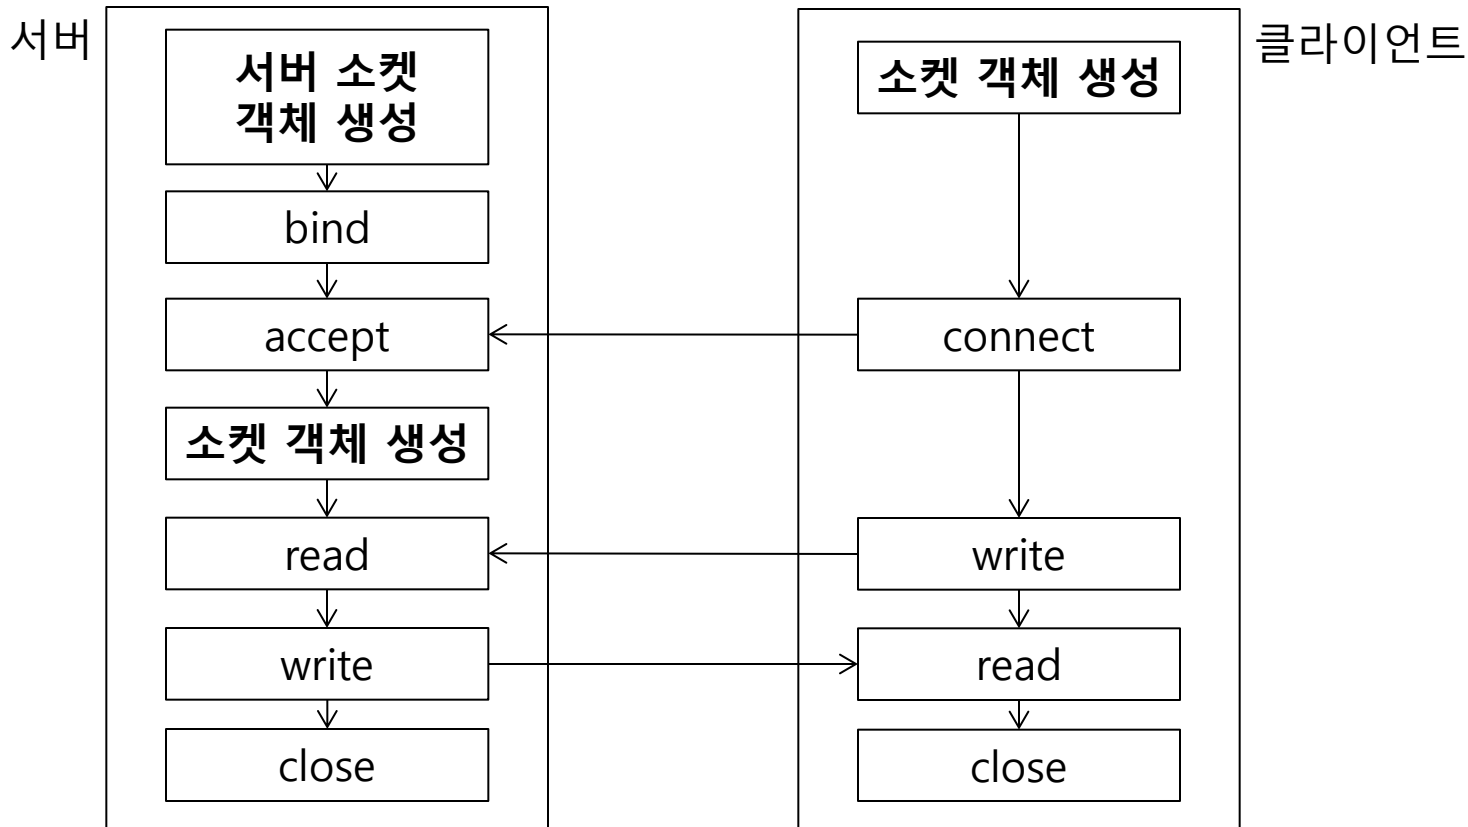 서버
서버 소켓
객체 생성
bind
accept
소켓 객체 생성
read
write
close
클라이언트
소켓 객체 생성
connect
write
read
close